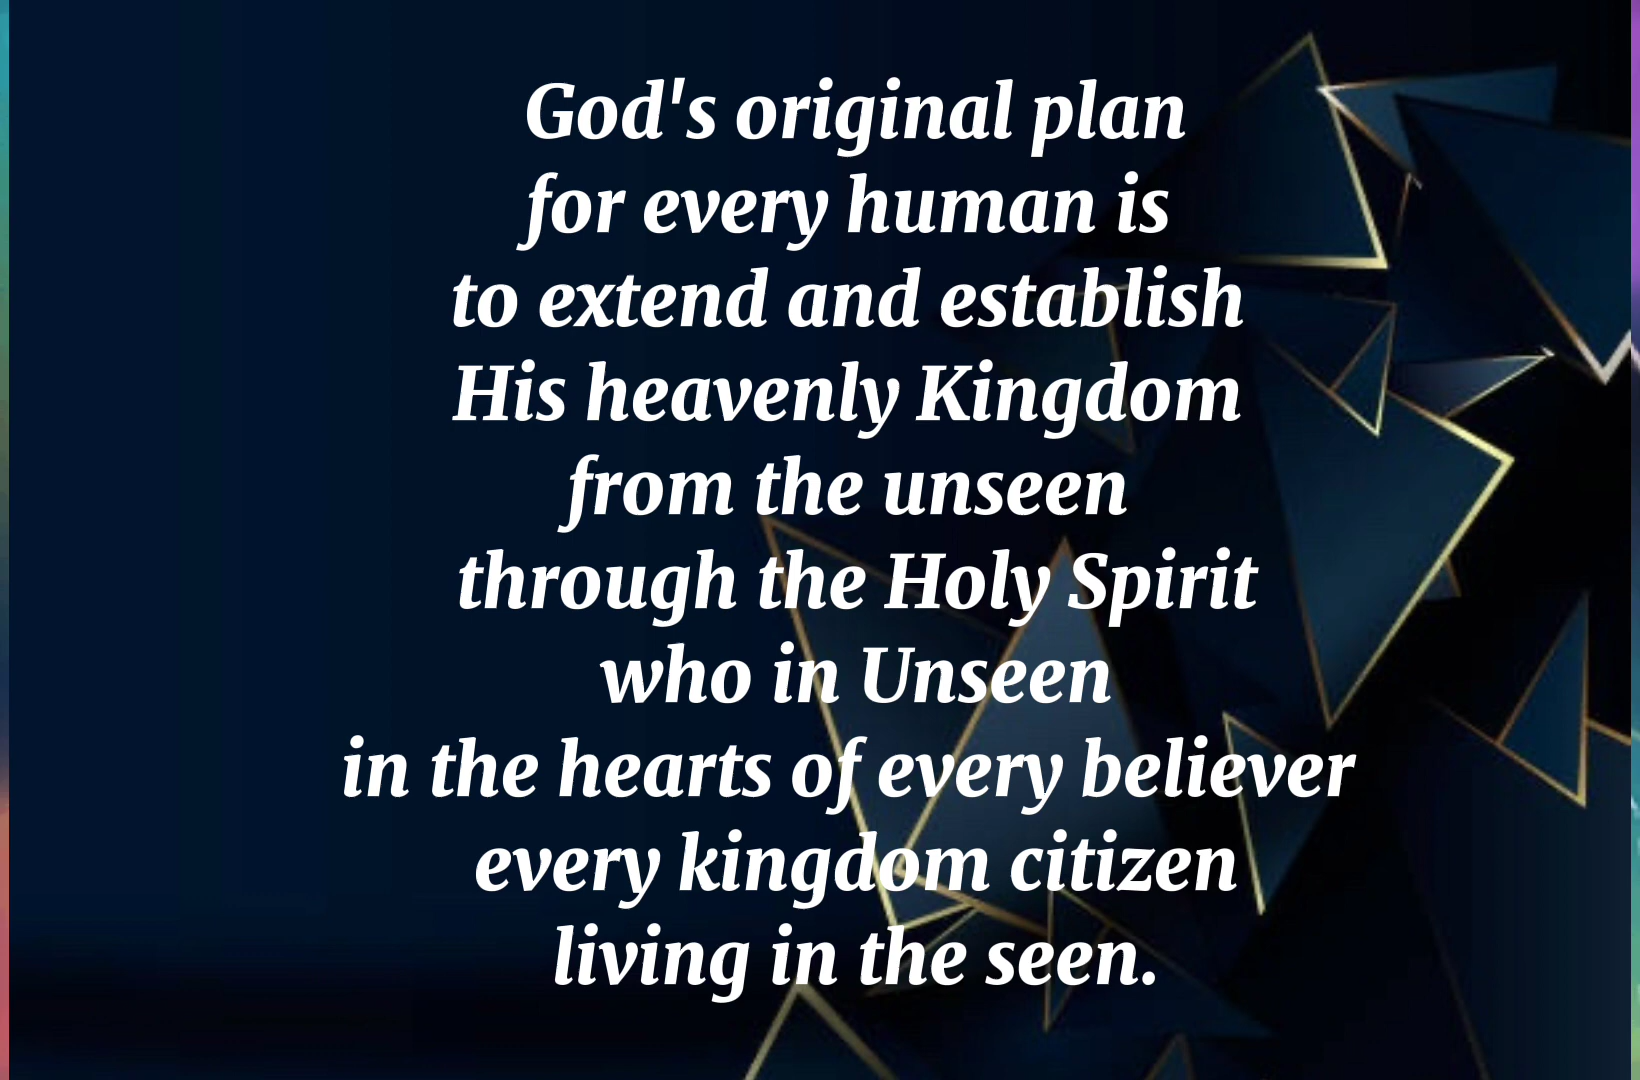 God's original plan
for every human is
to extend and establish
His heavenly Kingdom
from the unseen
through the Holy Spirit
who in Unseen
in the hearts of every believer
every kingdom citizen
living in the seen.